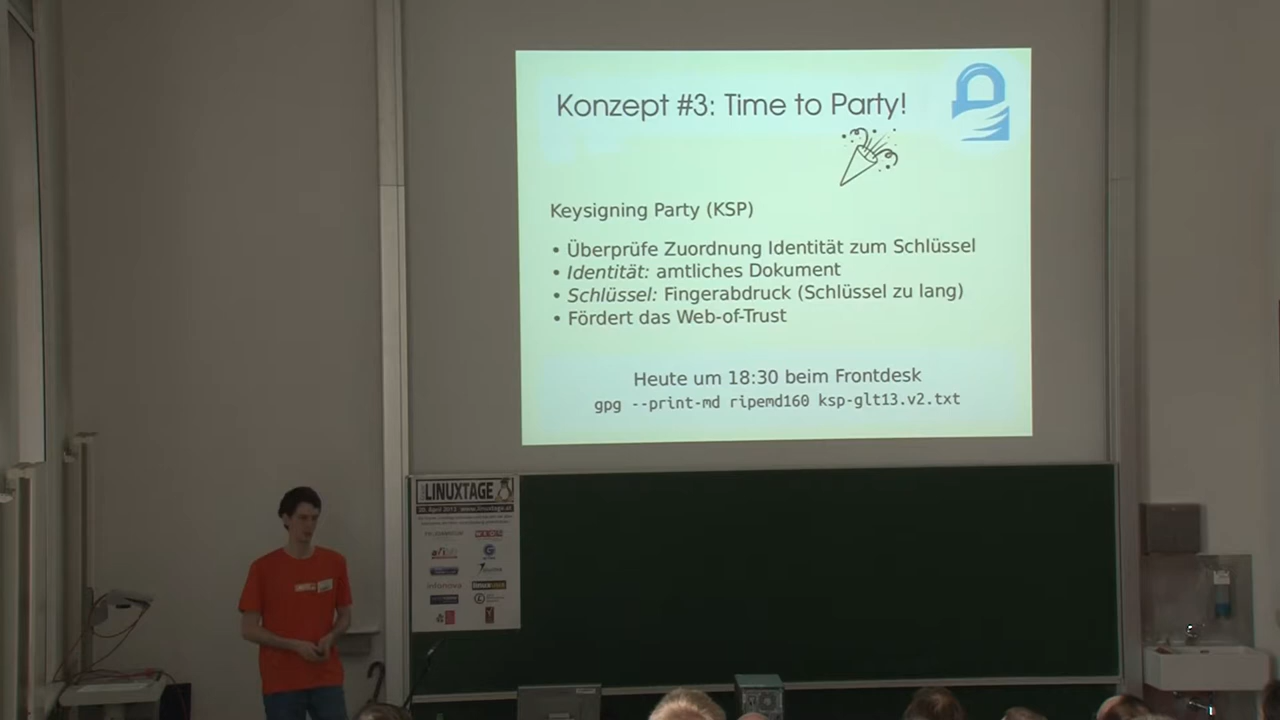 Konzept #3: Time to Party!
Keysigning Party (KSP)
• Überprüfe Zuordnung Identität zum Schlüssel
• Identität: amtliches Dokument
• Schlüssel: Fingerabdruck (Schlüssel zu lang)
• Fördert das Web-of-Trust
Heute um 18:30 beim Frontdesk
gpg --print-md ripemd160 ksp-glt13.v2.txt
LINUXTAGE
infonova